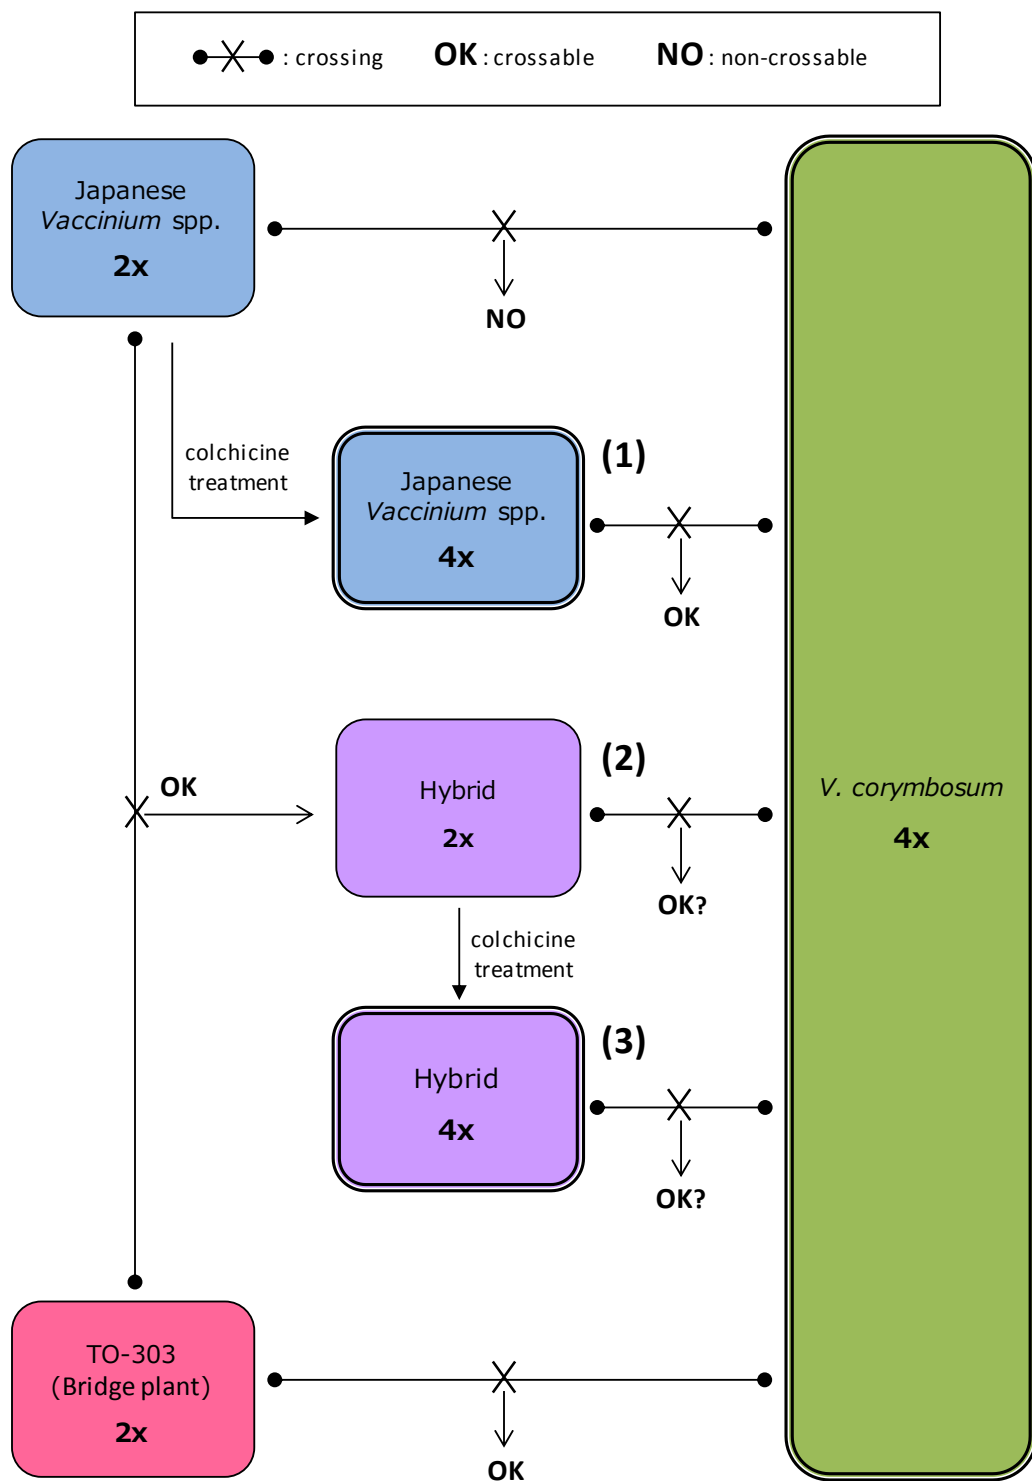 : crossing OK : crossable NO : non-crossable
Japanese
Vaccinium spp.
2x
NO
colchicine
treatment
Japanese
Vaccinium spp.
4x
(1)
OK
OK
Hybrid
2x
(2)
OK?
V. corymbosum
4x
colchicine
treatment
Hybrid
4x
(3)
OK?
TO-303
(Bridge plant)
2x
OK